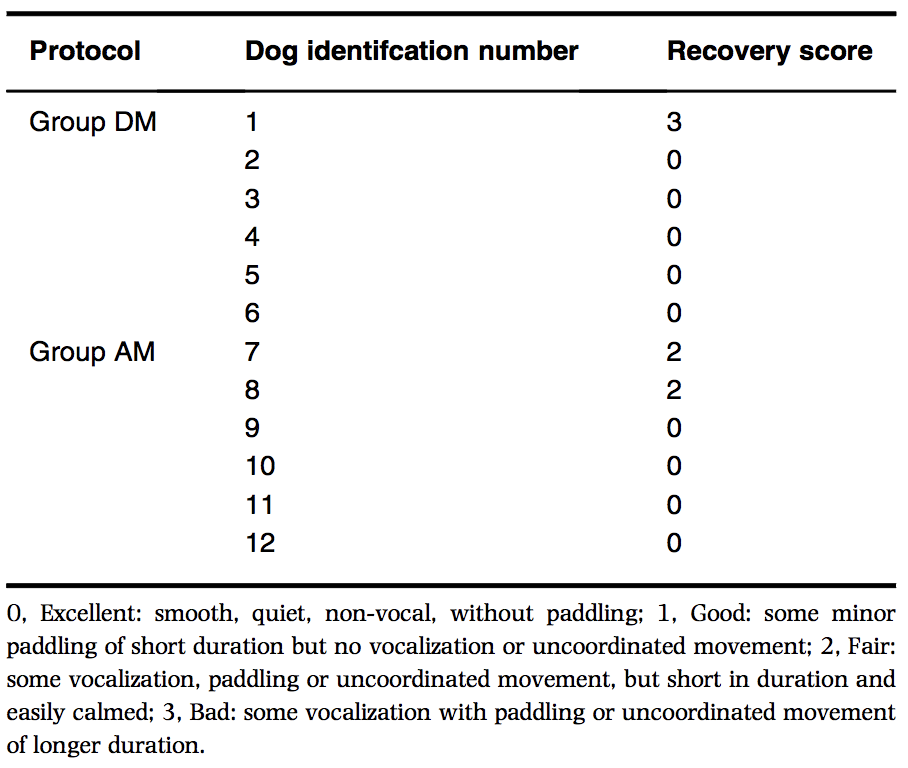 Protocol Dog identifcation number Recovery score
Group DM 1 3
2 0
3 0
4 0
5 0
6 0
Group AM 7 2
8 2
9 0
10 0
11 0
12 0
0, Excellent: smooth, quiet, non-vocal, without paddling; 1, Good: some minor
paddling of short duration but no vocalization or uncoordinated movement; 2, Fair:
some vocalization, paddling or uncoordinated movement, but short in duration and
easily calmed; 3, Bad: some vocalization with paddling or uncoordinated movement
of longer duration.